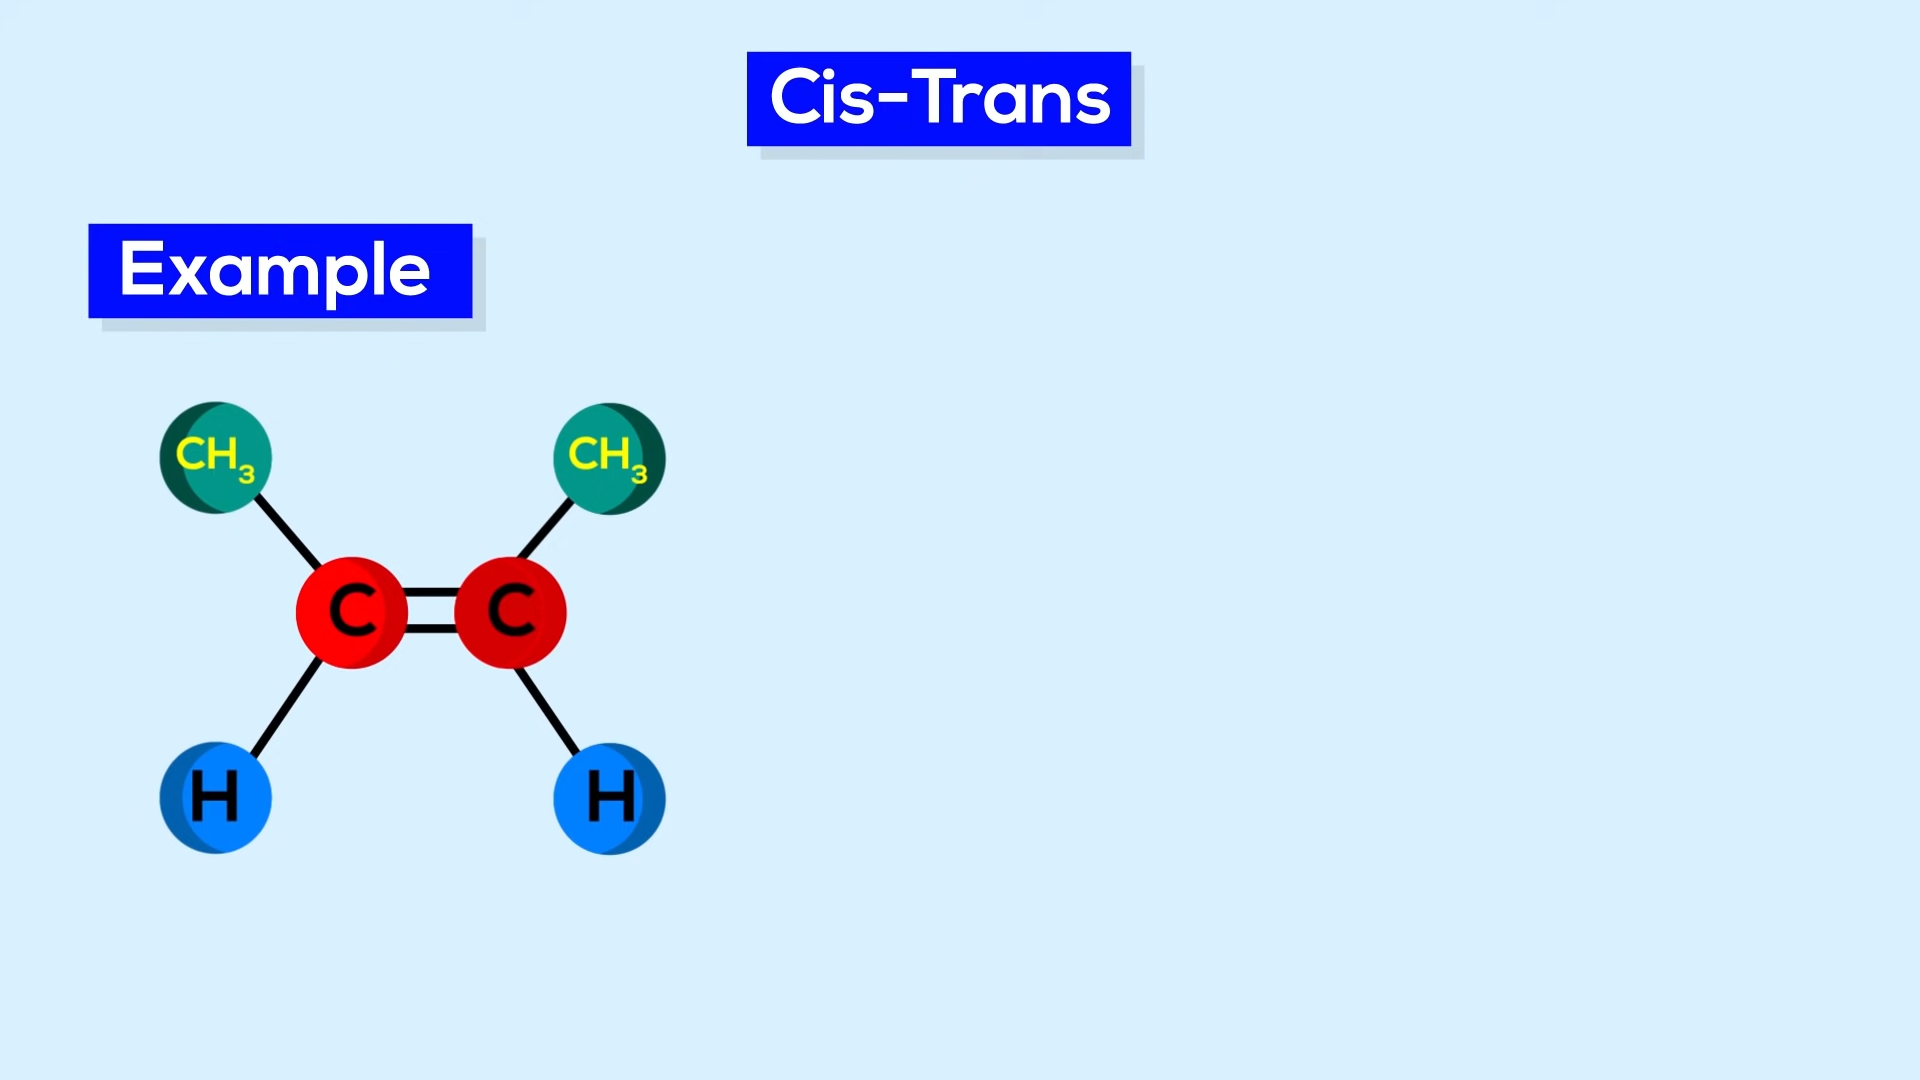 Cis-Trans
Example
CH₃ CH₃
C C
H H